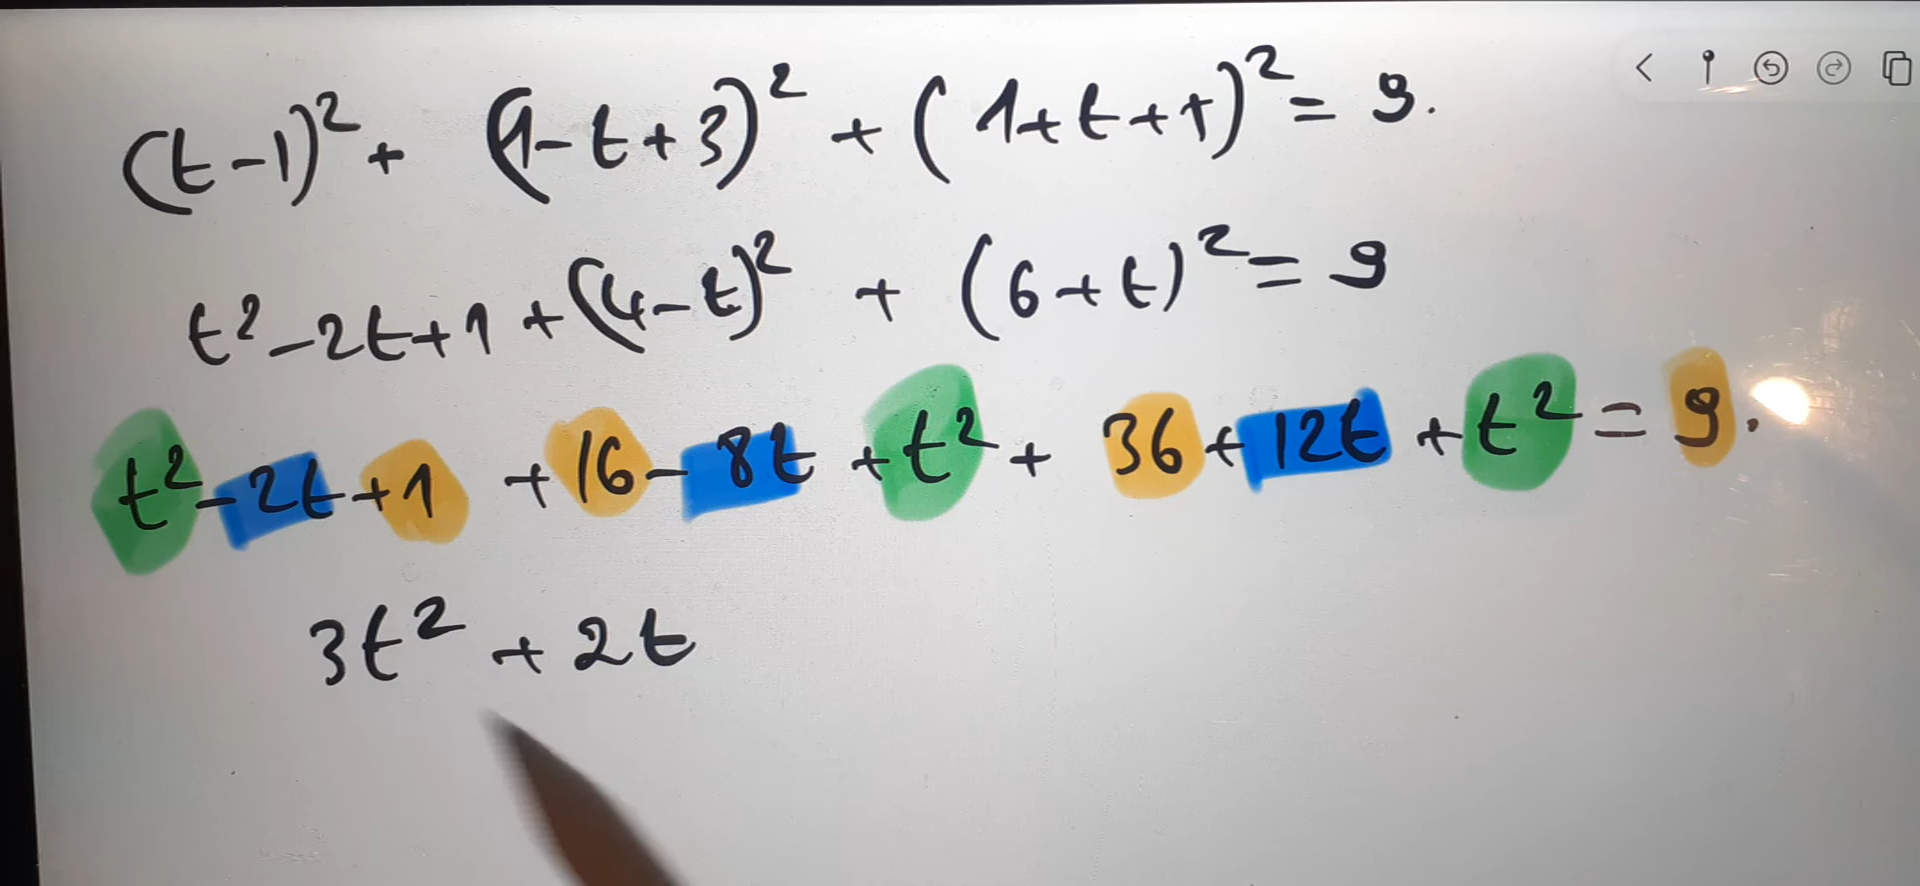 (t-1)² + (1-t+3)² + (1+t+1)² = 9.
t²-2t+1 + (4-t)² + (6+t)² = 9
t²-2t+1 +16-8t +t² + 36+12t +t² = 9.
3t² + 2t